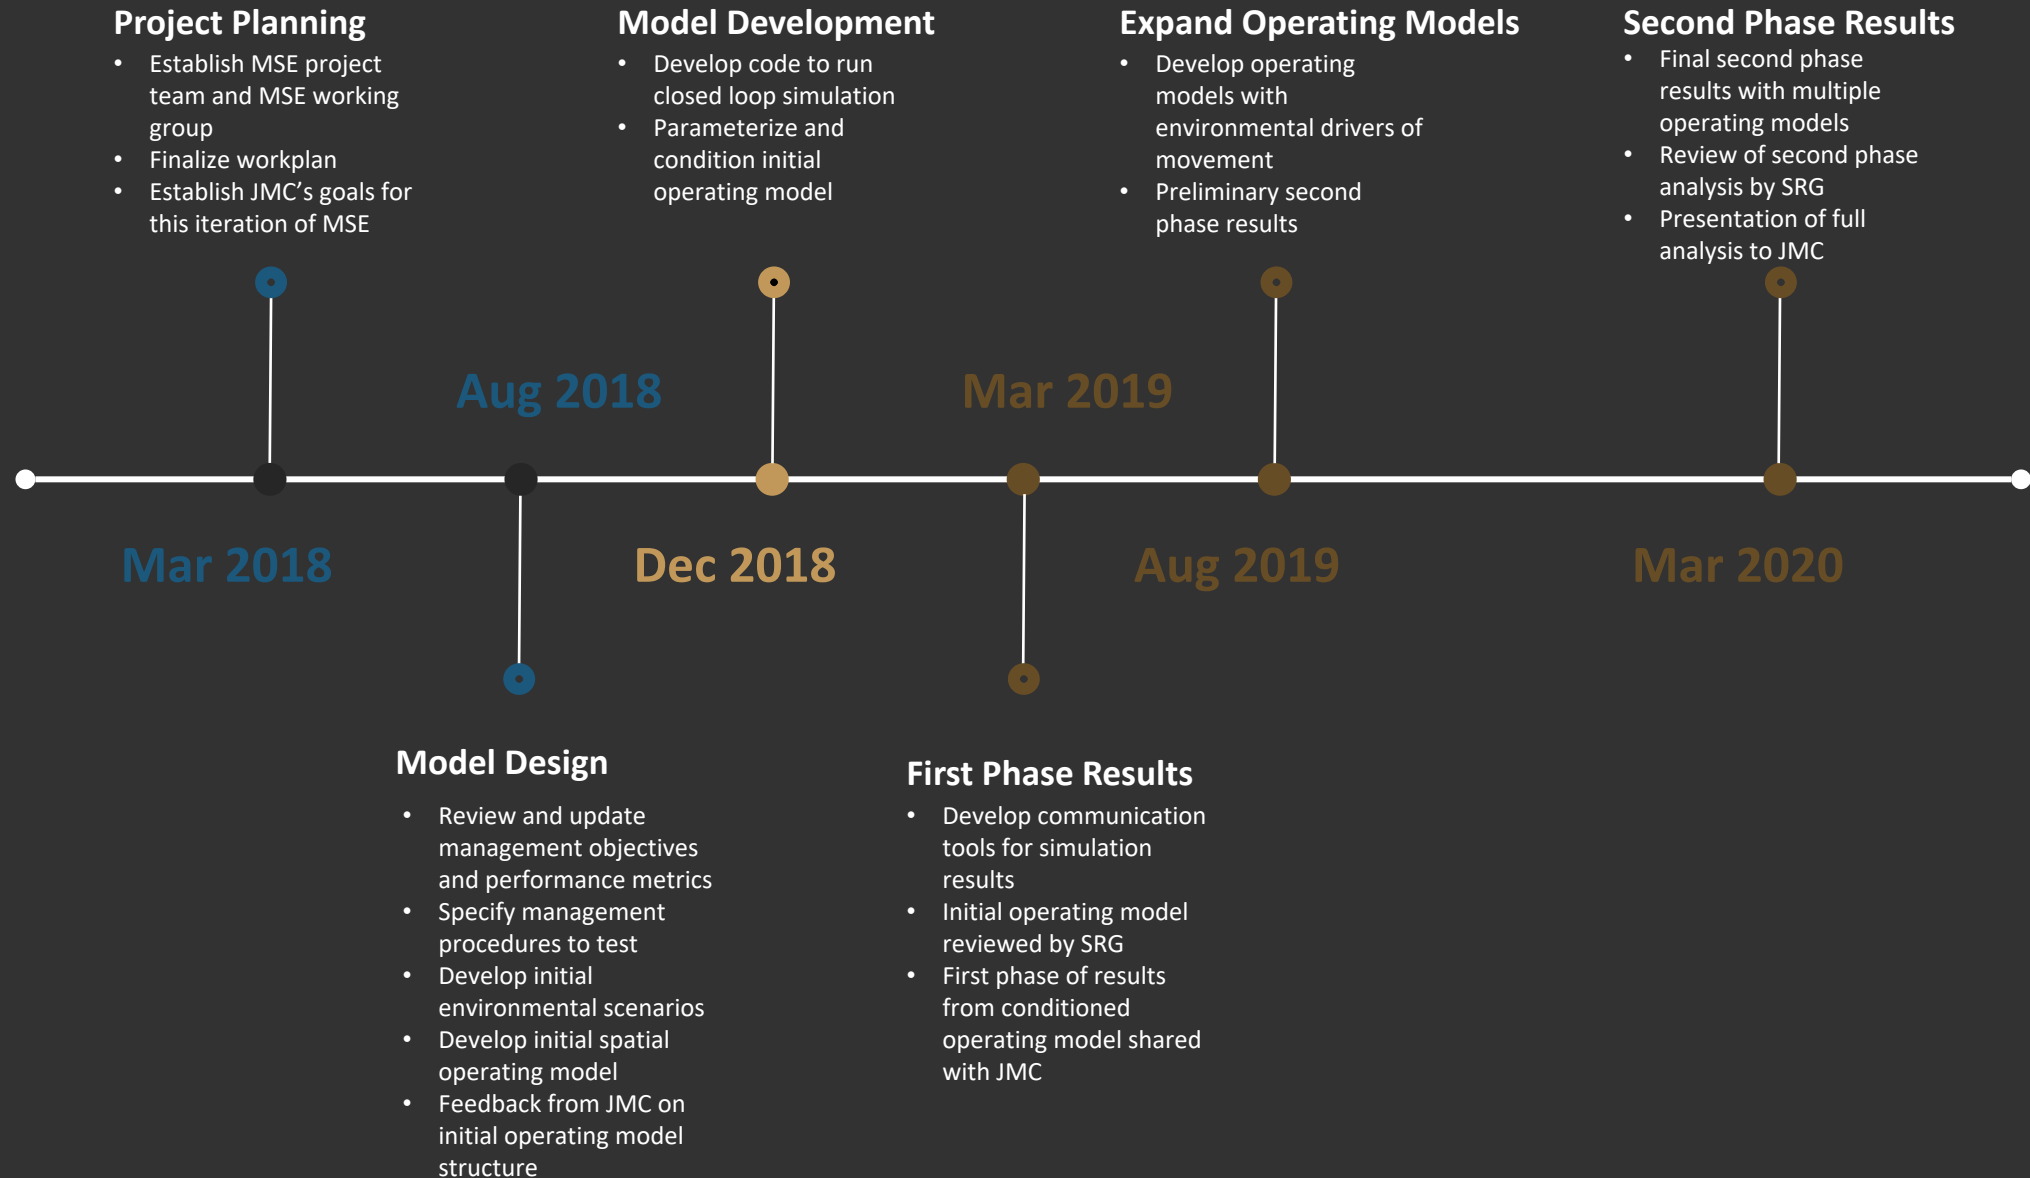 Project Planning
• Establish MSE project
team and MSE working
group
• Finalize workplan
• Establish JMC’s goals for
this iteration of MSE
Model Development
• Develop code to run
closed loop simulation
• Parameterize and
condition initial
operating model
Expand Operating Models
• Develop operating
models with
environmental drivers of
movement
• Preliminary second
phase results
Second Phase Results
• Final second phase
results with multiple
operating models
• Review of second phase
analysis by SRG
• Presentation of full
analysis to JMC
Aug 2018
Mar 2019
Mar 2018
Dec 2018
Aug 2019
Mar 2020
Model Design
• Review and update
management objectives
and performance metrics
• Specify management
procedures to test
• Develop initial
environmental scenarios
• Develop initial spatial
operating model
• Feedback from JMC on
initial operating model
structure
First Phase Results
• Develop communication
tools for simulation
results
• Initial operating model
reviewed by SRG
• First phase of results
from conditioned
operating model shared
with JMC